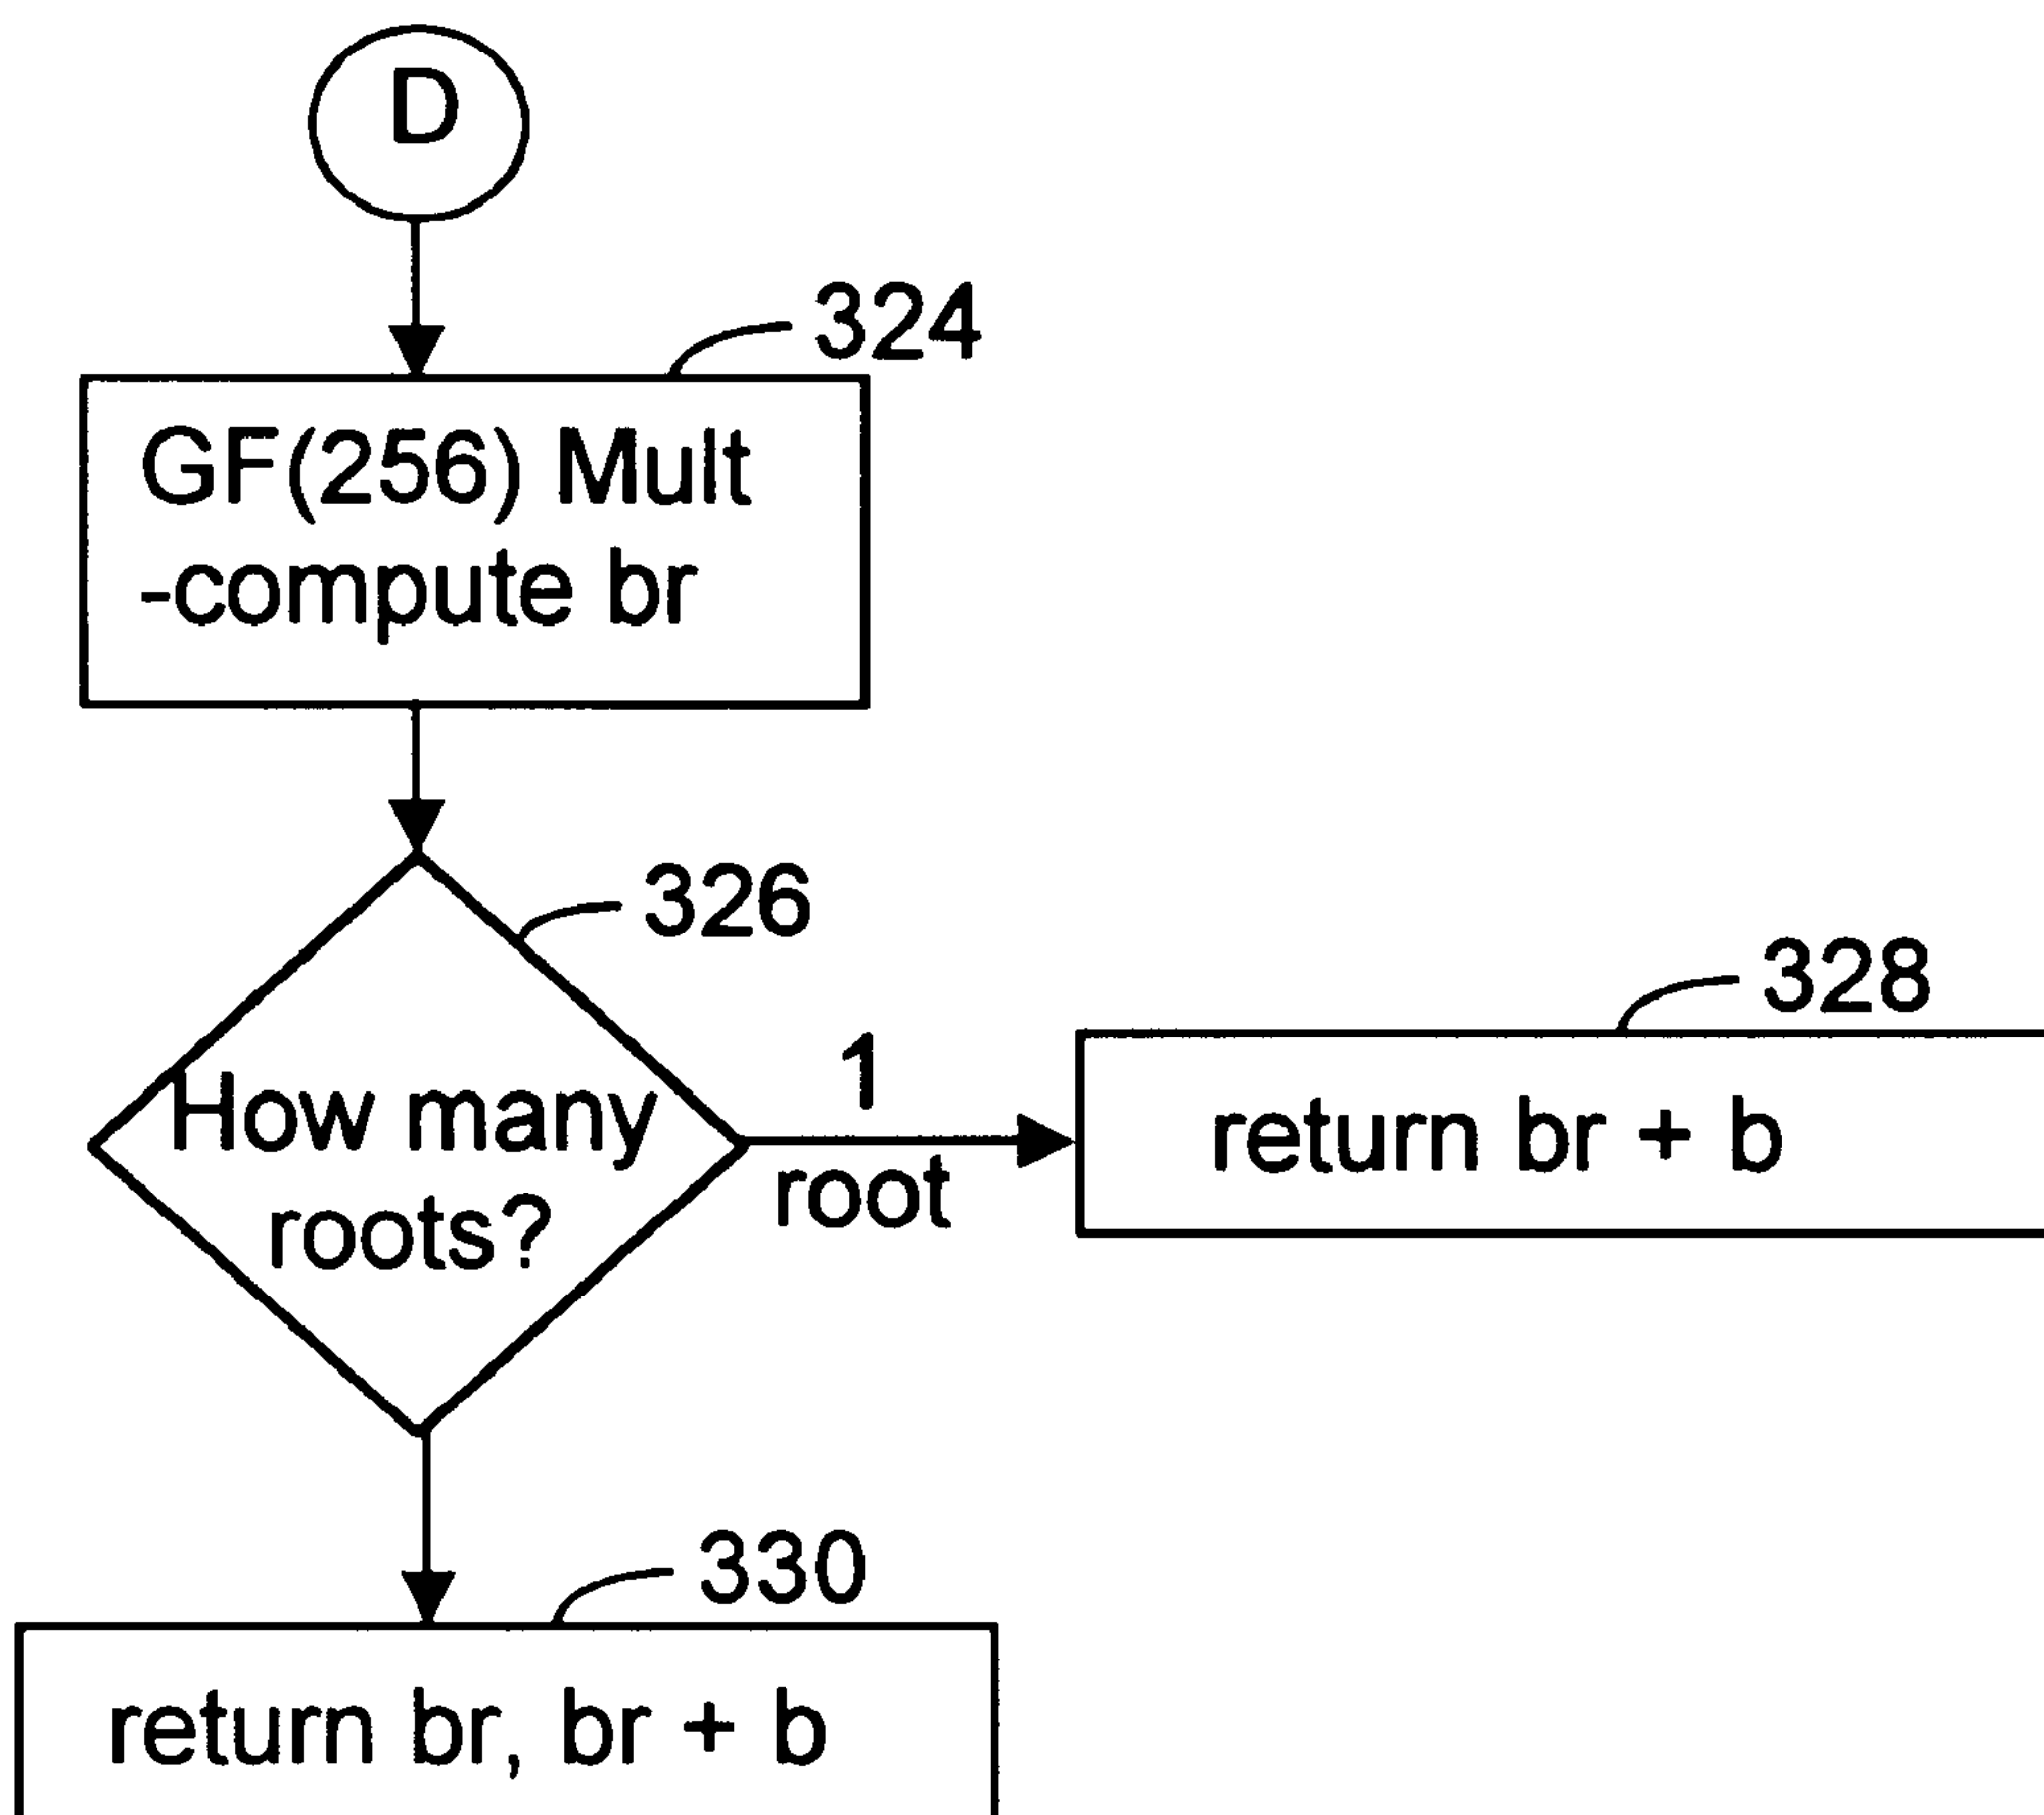 D
324
GF(256) Mult
-compute br
326
How many
roots?
1
root
328
return br + b
330
return br, br + b